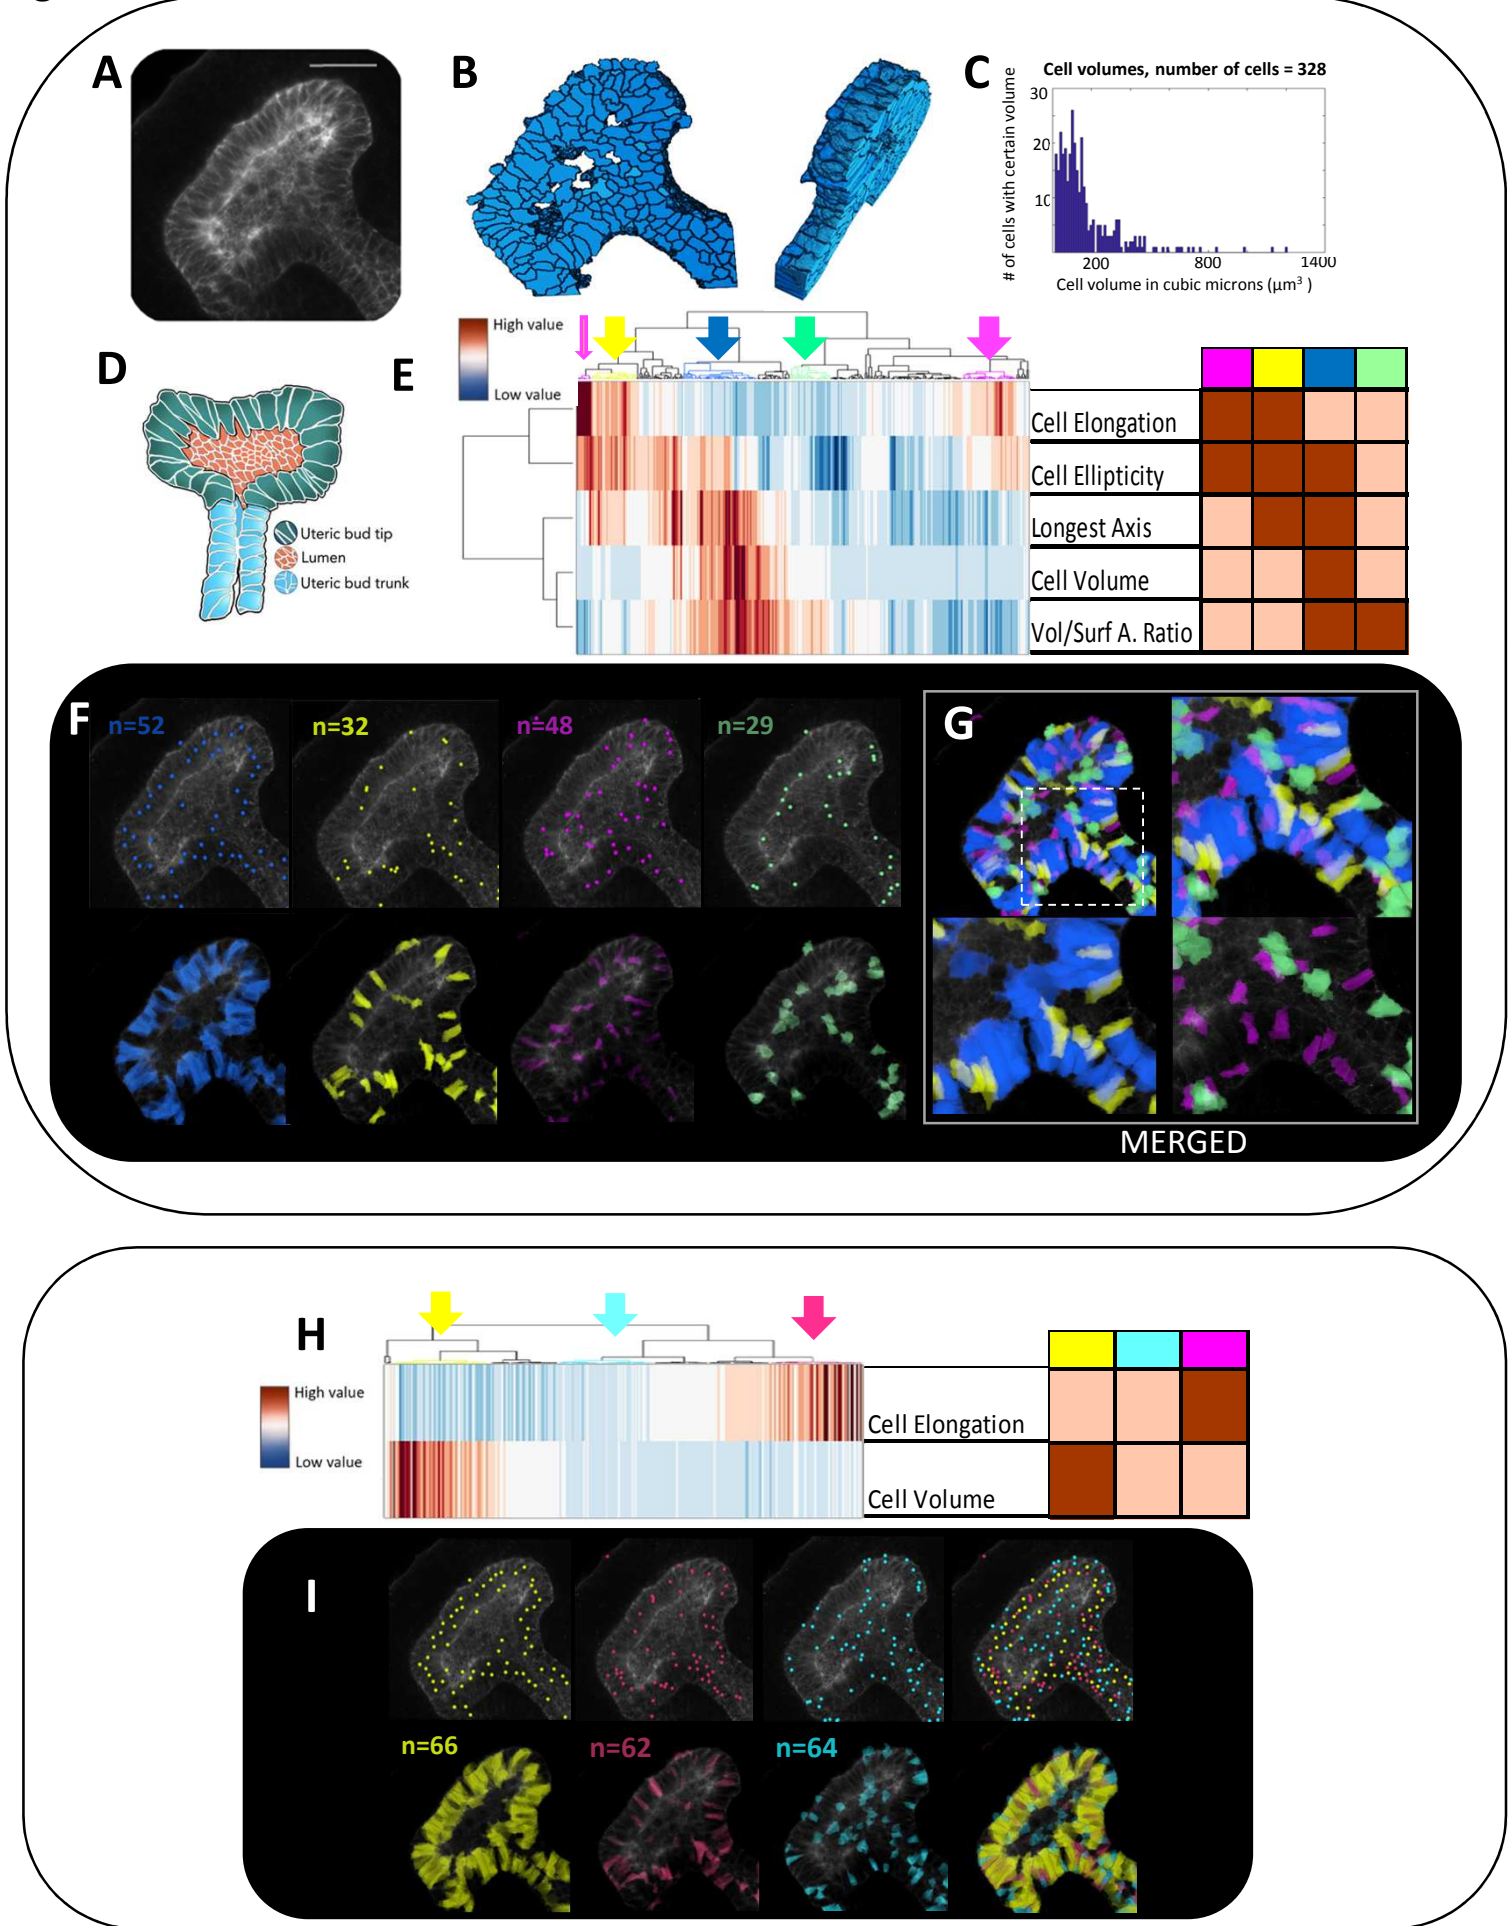 A
B
C
Cell volumes, number of cells = 328
# of cells with certain volume
30
20
10
200
800
1400
Cell volume in cubic microns (µm³ )
D
Uteric bud tip
Lumen
Uteric bud trunk
E
High value
Low value
Cell Elongation
Cell Ellipticity
Longest Axis
Cell Volume
Vol/Surf A. Ratio
F
n=52
n=32
n=48
n=29
G
MERGED
H
High value
Low value
Cell Elongation
Cell Volume
I
n=66
n=62
n=64